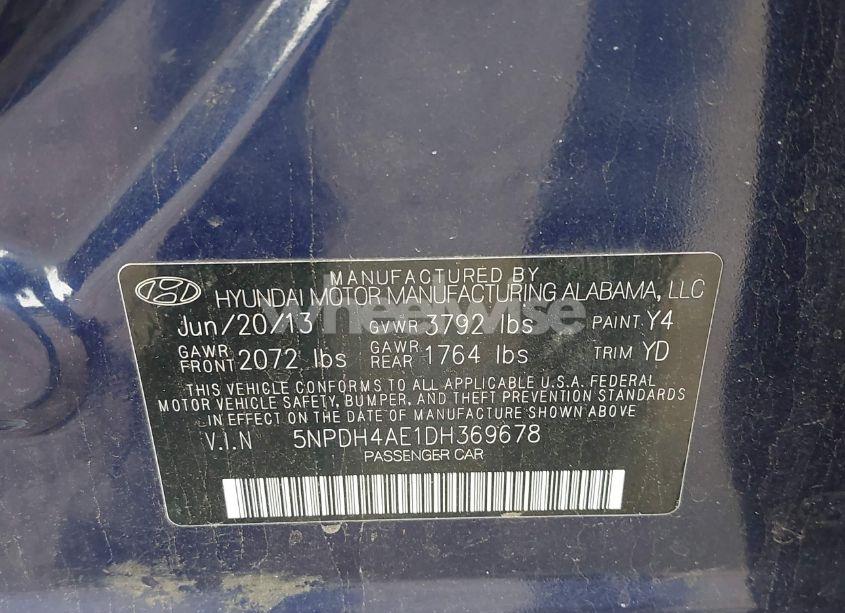 MANUFACTURED BY
HYUNDAI MOTOR MANUFACTURING ALABAMA, LLC
Jun/20/13 GVWR 3792 lbs PAINT Y4
GAWR FRONT 2072 lbs GAWR REAR 1764 lbs TRIM YD
THIS VEHICLE CONFORMS TO ALL APPLICABLE U.S.A. FEDERAL
MOTOR VEHICLE SAFETY, BUMPER, AND THEFT PREVENTION STANDARDS
IN EFFECT ON THE DATE OF MANUFACTURE SHOWN ABOVE
V.I.N 5NPDH4AE1DH369678
PASSENGER CAR
wheelwise